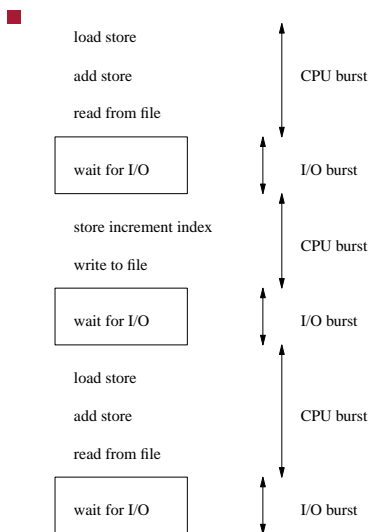 load store
add store
CPU burst
read from file
wait for I/O
I/O burst
store increment index
CPU burst
write to file
wait for I/O
I/O burst
load store
add store
CPU burst
read from file
wait for I/O
I/O burst